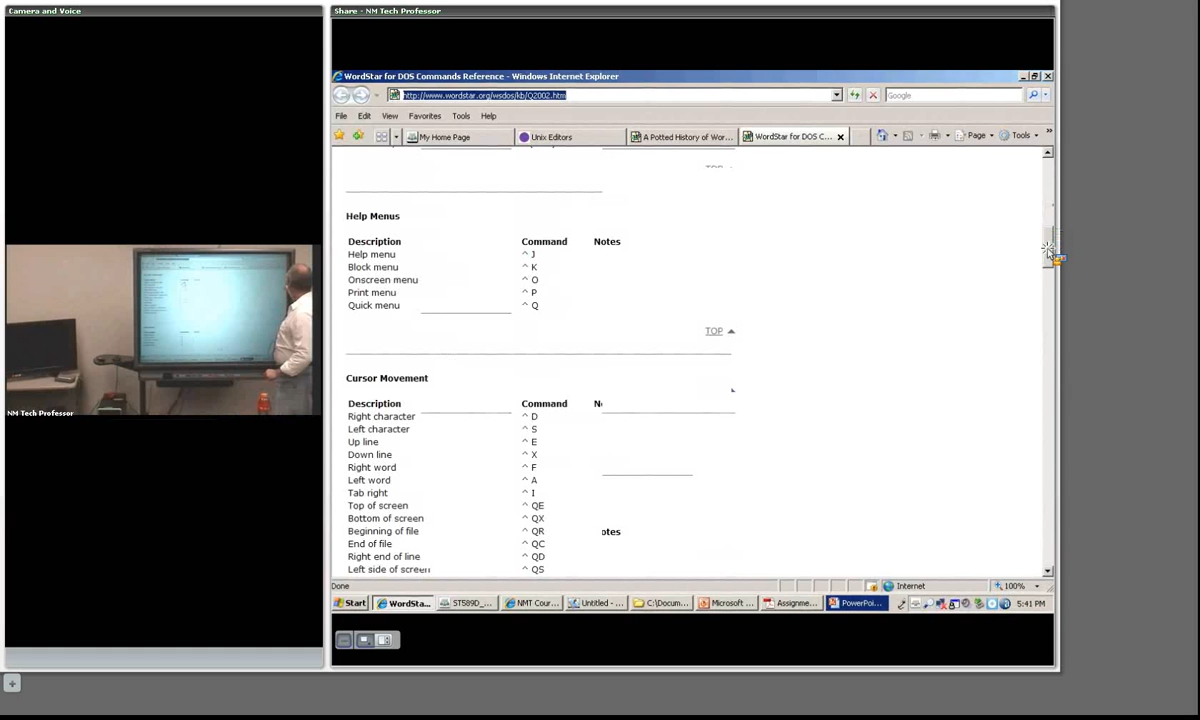 Camera and Voice
NM Tech Professor
Share - NM Tech Professor
WordStar for DOS Commands Reference - Windows Internet Explorer
http://www.wordstar.org/wsdos/kb/Q2002.htm
Google
File Edit View Favorites Tools Help
My Home Page Unix Editors A Potted History of Wor... WordStar for DOS C... Page Tools »
TOP
Help Menus
Description Command Notes
Help menu ^ J
Block menu ^ K
Onscreen menu ^ O
Print menu ^ P
Quick menu ^ Q
TOP
Cursor Movement
Description Command
Right character ^ D
Left character ^ S
Up line ^ E
Down line ^ X
Right word ^ F
Left word ^ A
Tab right ^ I
Top of screen ^ QE
Bottom of screen ^ QX
Beginning of file ^ QR otes
End of file ^ QC
Right end of line ^ QD
Left side of screen ^ QS
Done Internet 100%
Start WordSta... ST589D_... NMT Cour... Untitled - ... C:\Docum... Microsoft ... Assignme... PowerPoi... 5:41 PM